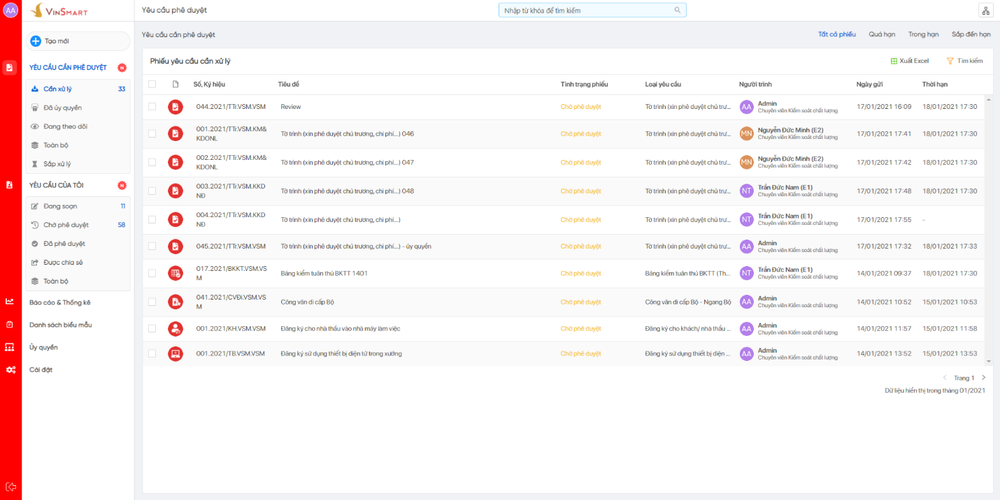 AA
VINSMART
Yêu cầu phê duyệt
Nhập từ khóa để tìm kiếm
Tạo mới
YÊU CẦU CẦN PHÊ DUYỆT N
Cần xử lý 33
Đã ủy quyền
Đang theo dõi
Toàn bộ
Sắp xử lý
YÊU CẦU CỦA TÔI N
Đang soạn 11
Chờ phê duyệt 58
Đã phê duyệt
Được chia sẻ
Toàn bộ
Báo cáo & Thống kê
Danh sách biểu mẫu
Ủy quyền
Cài đặt
Yêu cầu cần phê duyệt
Tất cả phiếu Quá hạn Trong hạn Sắp đến hạn
Phiếu yêu cầu cần xử lý
Xuất Excel Tìm kiếm
Số, Ký hiệu Tiêu đề Tình trạng phiếu Loại yêu cầu Người trình Ngày gửi Thời hạn
044.2021/TTr.VSM.VSM Review Chờ phê duyệt Tờ trình (xin phê duyệt chủ trư... AA Admin 17/01/2021 16:09 18/01/2021 17:30
Chuyên viên Kiểm soát chất lượng
001.2021/TTr.VSM.KM& Tờ trình (xin phê duyệt chủ trương, chi phí...) 046 Chờ phê duyệt Tờ trình (xin phê duyệt chủ trư... MN Nguyễn Đức Minh (E2) 17/01/2021 17:41 18/01/2021 17:30
KDONL Chuyên viên Kiểm soát chất lượng
002.2021/TTr.VSM.KM& Tờ trình (xin phê duyệt chủ trương, chi phí...) 047 Chờ phê duyệt Tờ trình (xin phê duyệt chủ trư... MN Nguyễn Đức Minh (E2) 17/01/2021 17:42 18/01/2021 17:30
KDONL Chuyên viên Kiểm soát chất lượng
003.2021/TTr.VSM.KKD Tờ trình (xin phê duyệt chủ trương, chi phí...) 048 Chờ phê duyệt Tờ trình (xin phê duyệt chủ trư... NT Trần Đức Nam (E1) 17/01/2021 17:48 18/01/2021 17:30
NĐ Chuyên viên Kiểm soát chất lượng
004.2021/TTr.VSM.KKD Tờ trình (xin phê duyệt chủ trương, chi phí...) Chờ phê duyệt Tờ trình (xin phê duyệt chủ trư... NT Trần Đức Nam (E1) 17/01/2021 17:55 -
NĐ Chuyên viên Kiểm soát chất lượng
045.2021/TTr.VSM.VSM Tờ trình (xin phê duyệt chủ trương, chi phí...) - ủy quyền Chờ phê duyệt Tờ trình (xin phê duyệt chủ trư... AA Admin 17/01/2021 17:32 18/01/2021 17:33
Chuyên viên Kiểm soát chất lượng
017.2021/BKKT.VSM.VS Bảng kiểm tuân thủ BKTT 1401 Chờ phê duyệt Bảng kiểm tuân thủ BKTT (Th... NT Trần Đức Nam (E1) 14/01/2021 09:37 18/01/2021 17:30
M Chuyên viên Kiểm soát chất lượng
041.2021/CVĐi.VSM.VS Công văn đi cấp Bộ Chờ phê duyệt Công văn đi cấp Bộ - Ngang Bộ AA Admin 14/01/2021 10:52 15/01/2021 10:53
M Chuyên viên Kiểm soát chất lượng
001.2021/KH.VSM.VSM Đăng ký cho nhà thầu vào nhà máy làm việc Chờ phê duyệt Đăng ký cho khách/ nhà thầu ... AA Admin 14/01/2021 11:57 15/01/2021 11:58
Chuyên viên Kiểm soát chất lượng
001.2021/TB.VSM.VSM Đăng ký sử dụng thiết bị điện tử trong xưởng Chờ phê duyệt Đăng ký sử dụng thiết bị điện ... AA Admin 14/01/2021 13:52 15/01/2021 13:53
Chuyên viên Kiểm soát chất lượng
Trang 1
Dữ liệu hiển thị trong tháng 01/2021